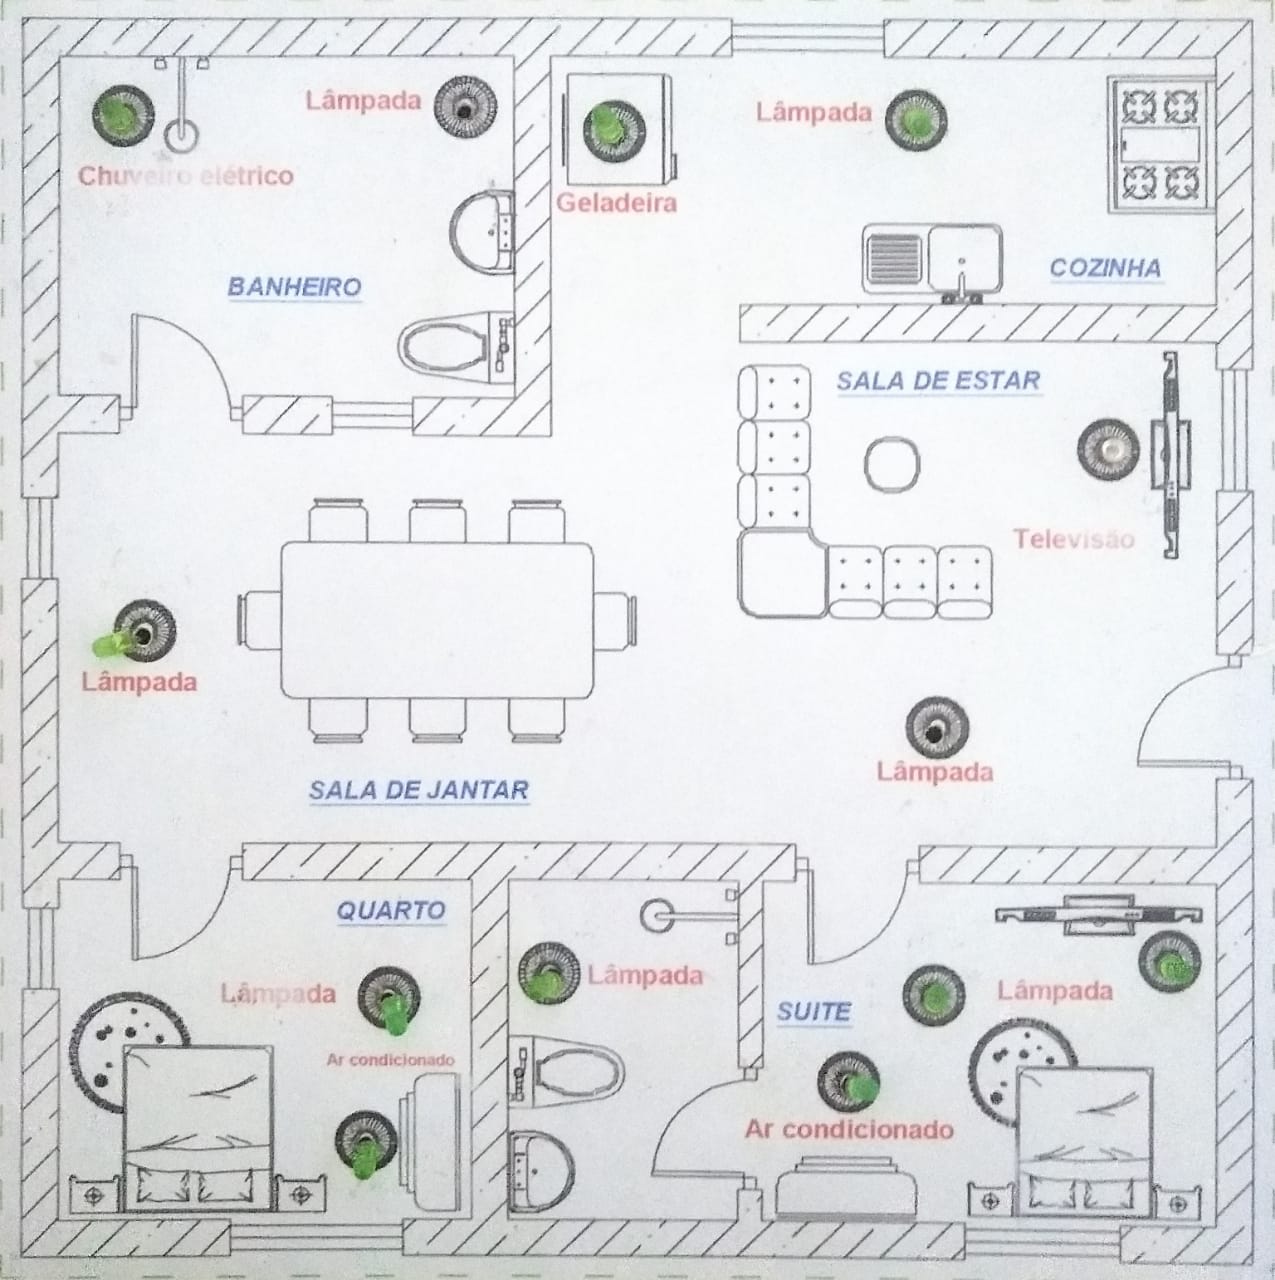 Lâmpada
Lâmpada
Chuveiro elétrico
Geladeira
BANHEIRO
COZINHA
SALA DE ESTAR
Televisão
Lâmpada
Lâmpada
SALA DE JANTAR
QUARTO
Lâmpada
Lâmpada
Lâmpada
SUITE
Ar condicionado
Ar condicionado